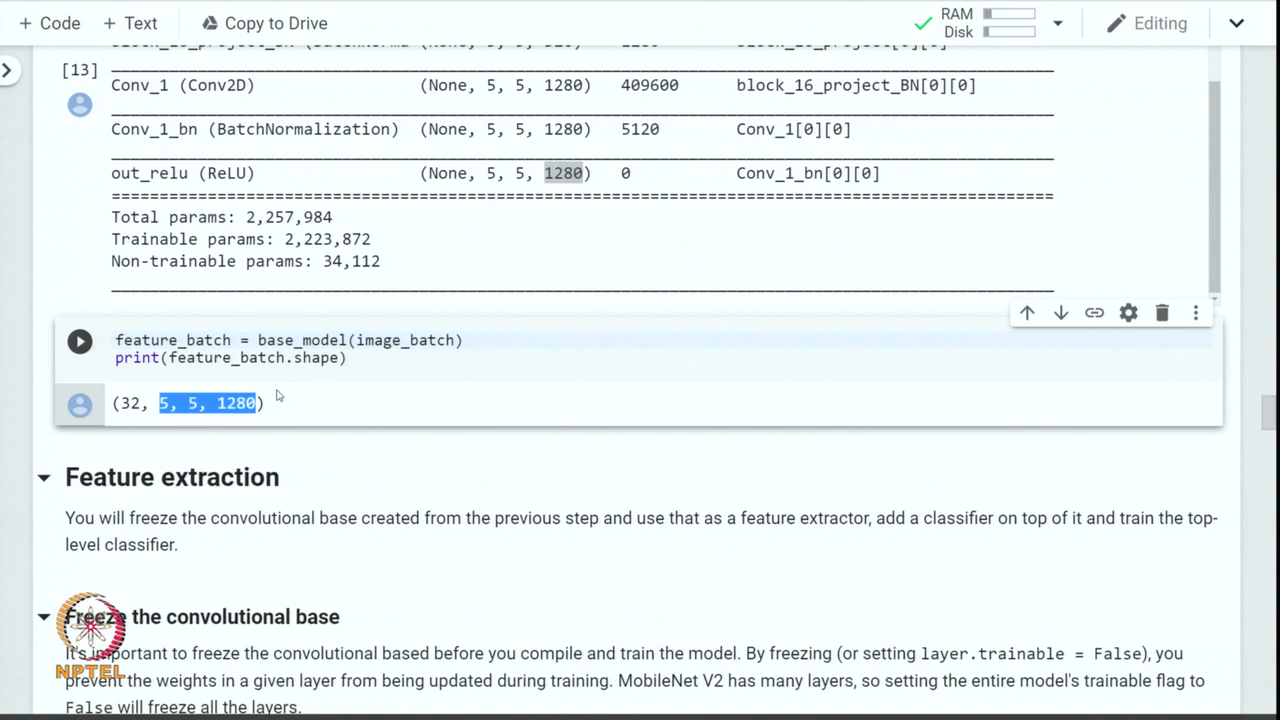 + Code + Text Copy to Drive RAM Disk Editing
[13]
Conv_1 (Conv2D) (None, 5, 5, 1280) 409600 block_16_project_BN[0][0]
Conv_1_bn (BatchNormalization) (None, 5, 5, 1280) 5120 Conv_1[0][0]
out_relu (ReLU) (None, 5, 5, 1280) 0 Conv_1_bn[0][0]
Total params: 2,257,984
Trainable params: 2,223,872
Non-trainable params: 34,112
feature_batch = base_model(image_batch)
print(feature_batch.shape)
(32, 5, 5, 1280)
Feature extraction
You will freeze the convolutional base created from the previous step and use that as a feature extractor, add a classifier on top of it and train the top-
level classifier.
Freeze the convolutional base
It's important to freeze the convolutional based before you compile and train the model. By freezing (or setting layer.trainable = False), you
prevent the weights in a given layer from being updated during training. MobileNet V2 has many layers, so setting the entire model's trainable flag to
False will freeze all the layers.
NPTEL